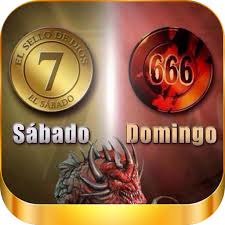 EL SELLO DE DIOS
7
EL SÁBADO
666
Sábado
Domingo